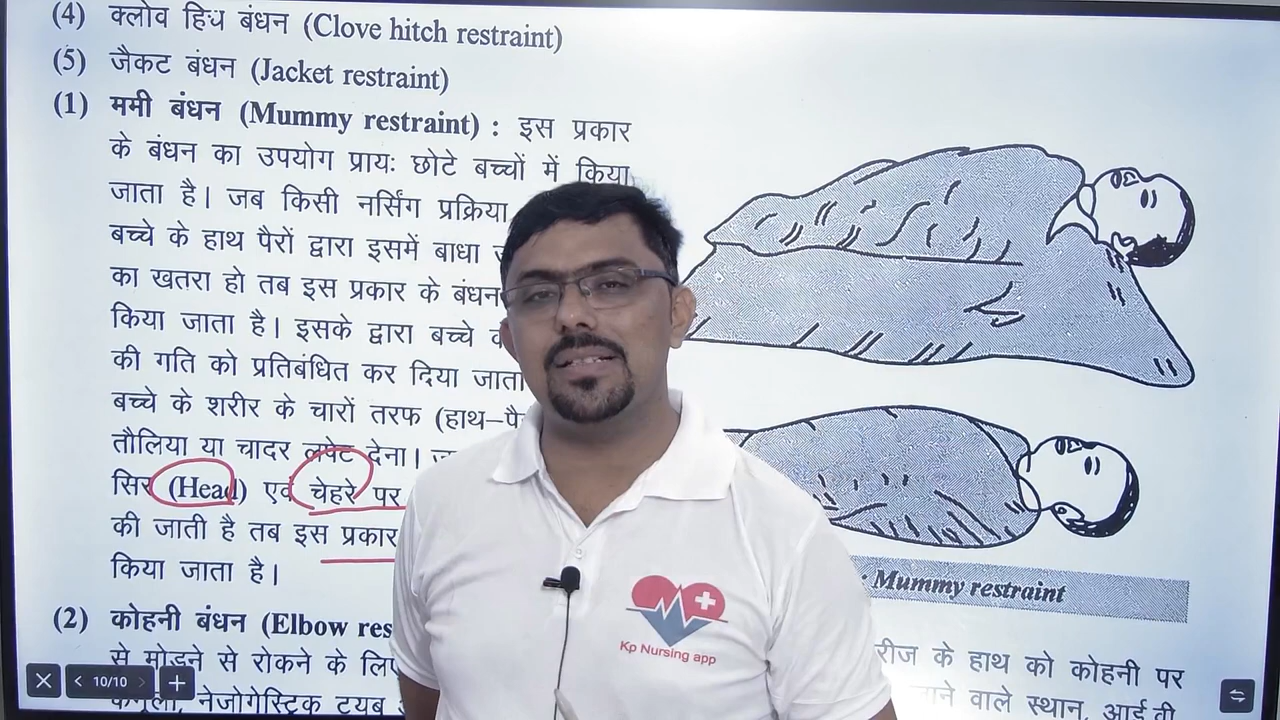 (4) क्लोव हिच बंधन (Clove hitch restraint)
(5) जैकट बंधन (Jacket restraint)
(1) ममी बंधन (Mummy restraint) : इस प्रकार
के बंधन का उपयोग प्रायः छोटे बच्चों में किया
जाता है। जब किसी नर्सिंग प्रक्रिया
बच्चे के हाथ पैरों द्वारा इसमें बाधा
का खतरा हो तब इस प्रकार के बंधन
किया जाता है। इसके द्वारा बच्चे
की गति को प्रतिबंधित कर दिया जाता
बच्चे के शरीर के चारों तरफ (हाथ-पै
तौलिया या चादर लपेट देना।
सिर (Head) एवं चेहरे पर
की जाती है तब इस प्रकार
किया जाता है।
: Mummy restraint
(2) कोहनी बंधन (Elbow res
से मोड़ने से रोकने के लि
रीज के हाथ को कोहनी पर
नेजोगेस्ट्रिक ट्यूब
वाले स्थान, आई.वी.
Kp Nursing app
10/10